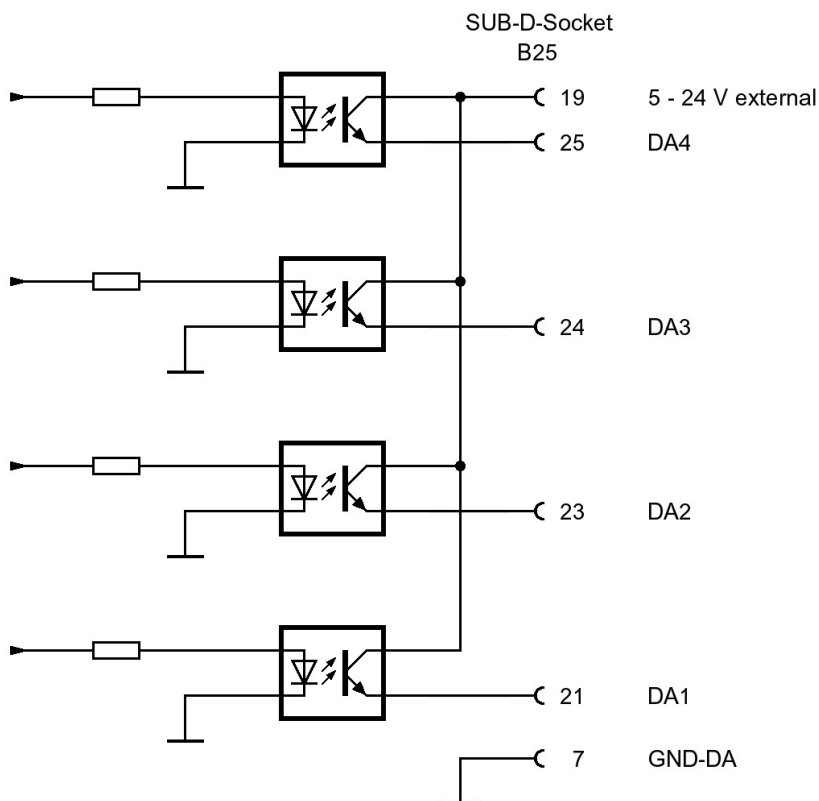 SUB-D-Socket
B25
19 5 - 24 V external
25 DA4
24 DA3
23 DA2
21 DA1
7 GND-DA